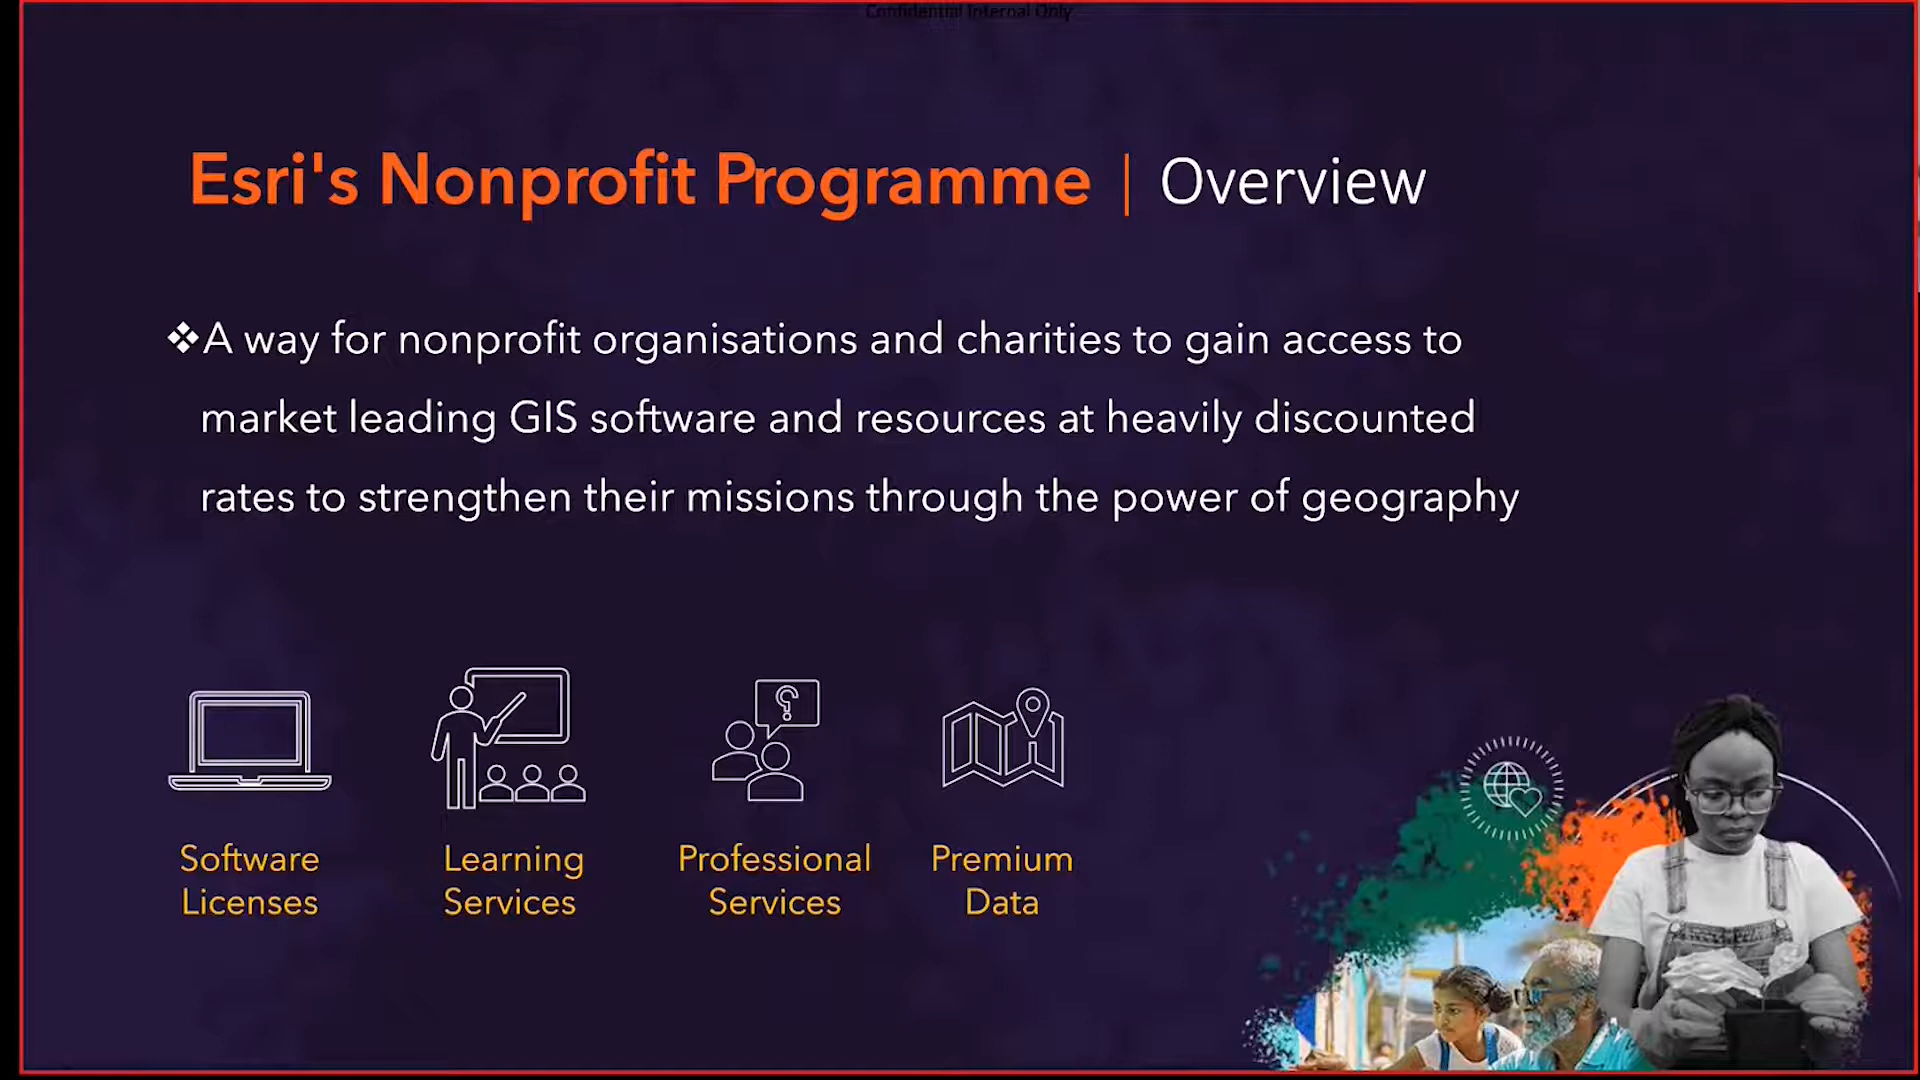 Confidential Internal Only
Esri's Nonprofit Programme | Overview
❖A way for nonprofit organisations and charities to gain access to
market leading GIS software and resources at heavily discounted
rates to strengthen their missions through the power of geography
Software
Licenses
Learning
Services
Professional
Services
Premium
Data